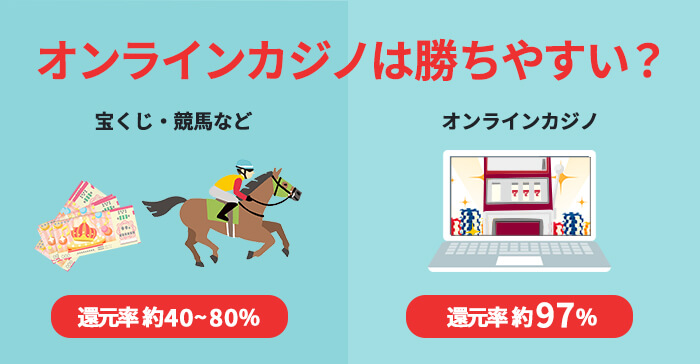 オンラインカジノは勝ちやすい？
宝くじ・競馬など
オンラインカジノ
還元率 約40~80%
還元率 約97%